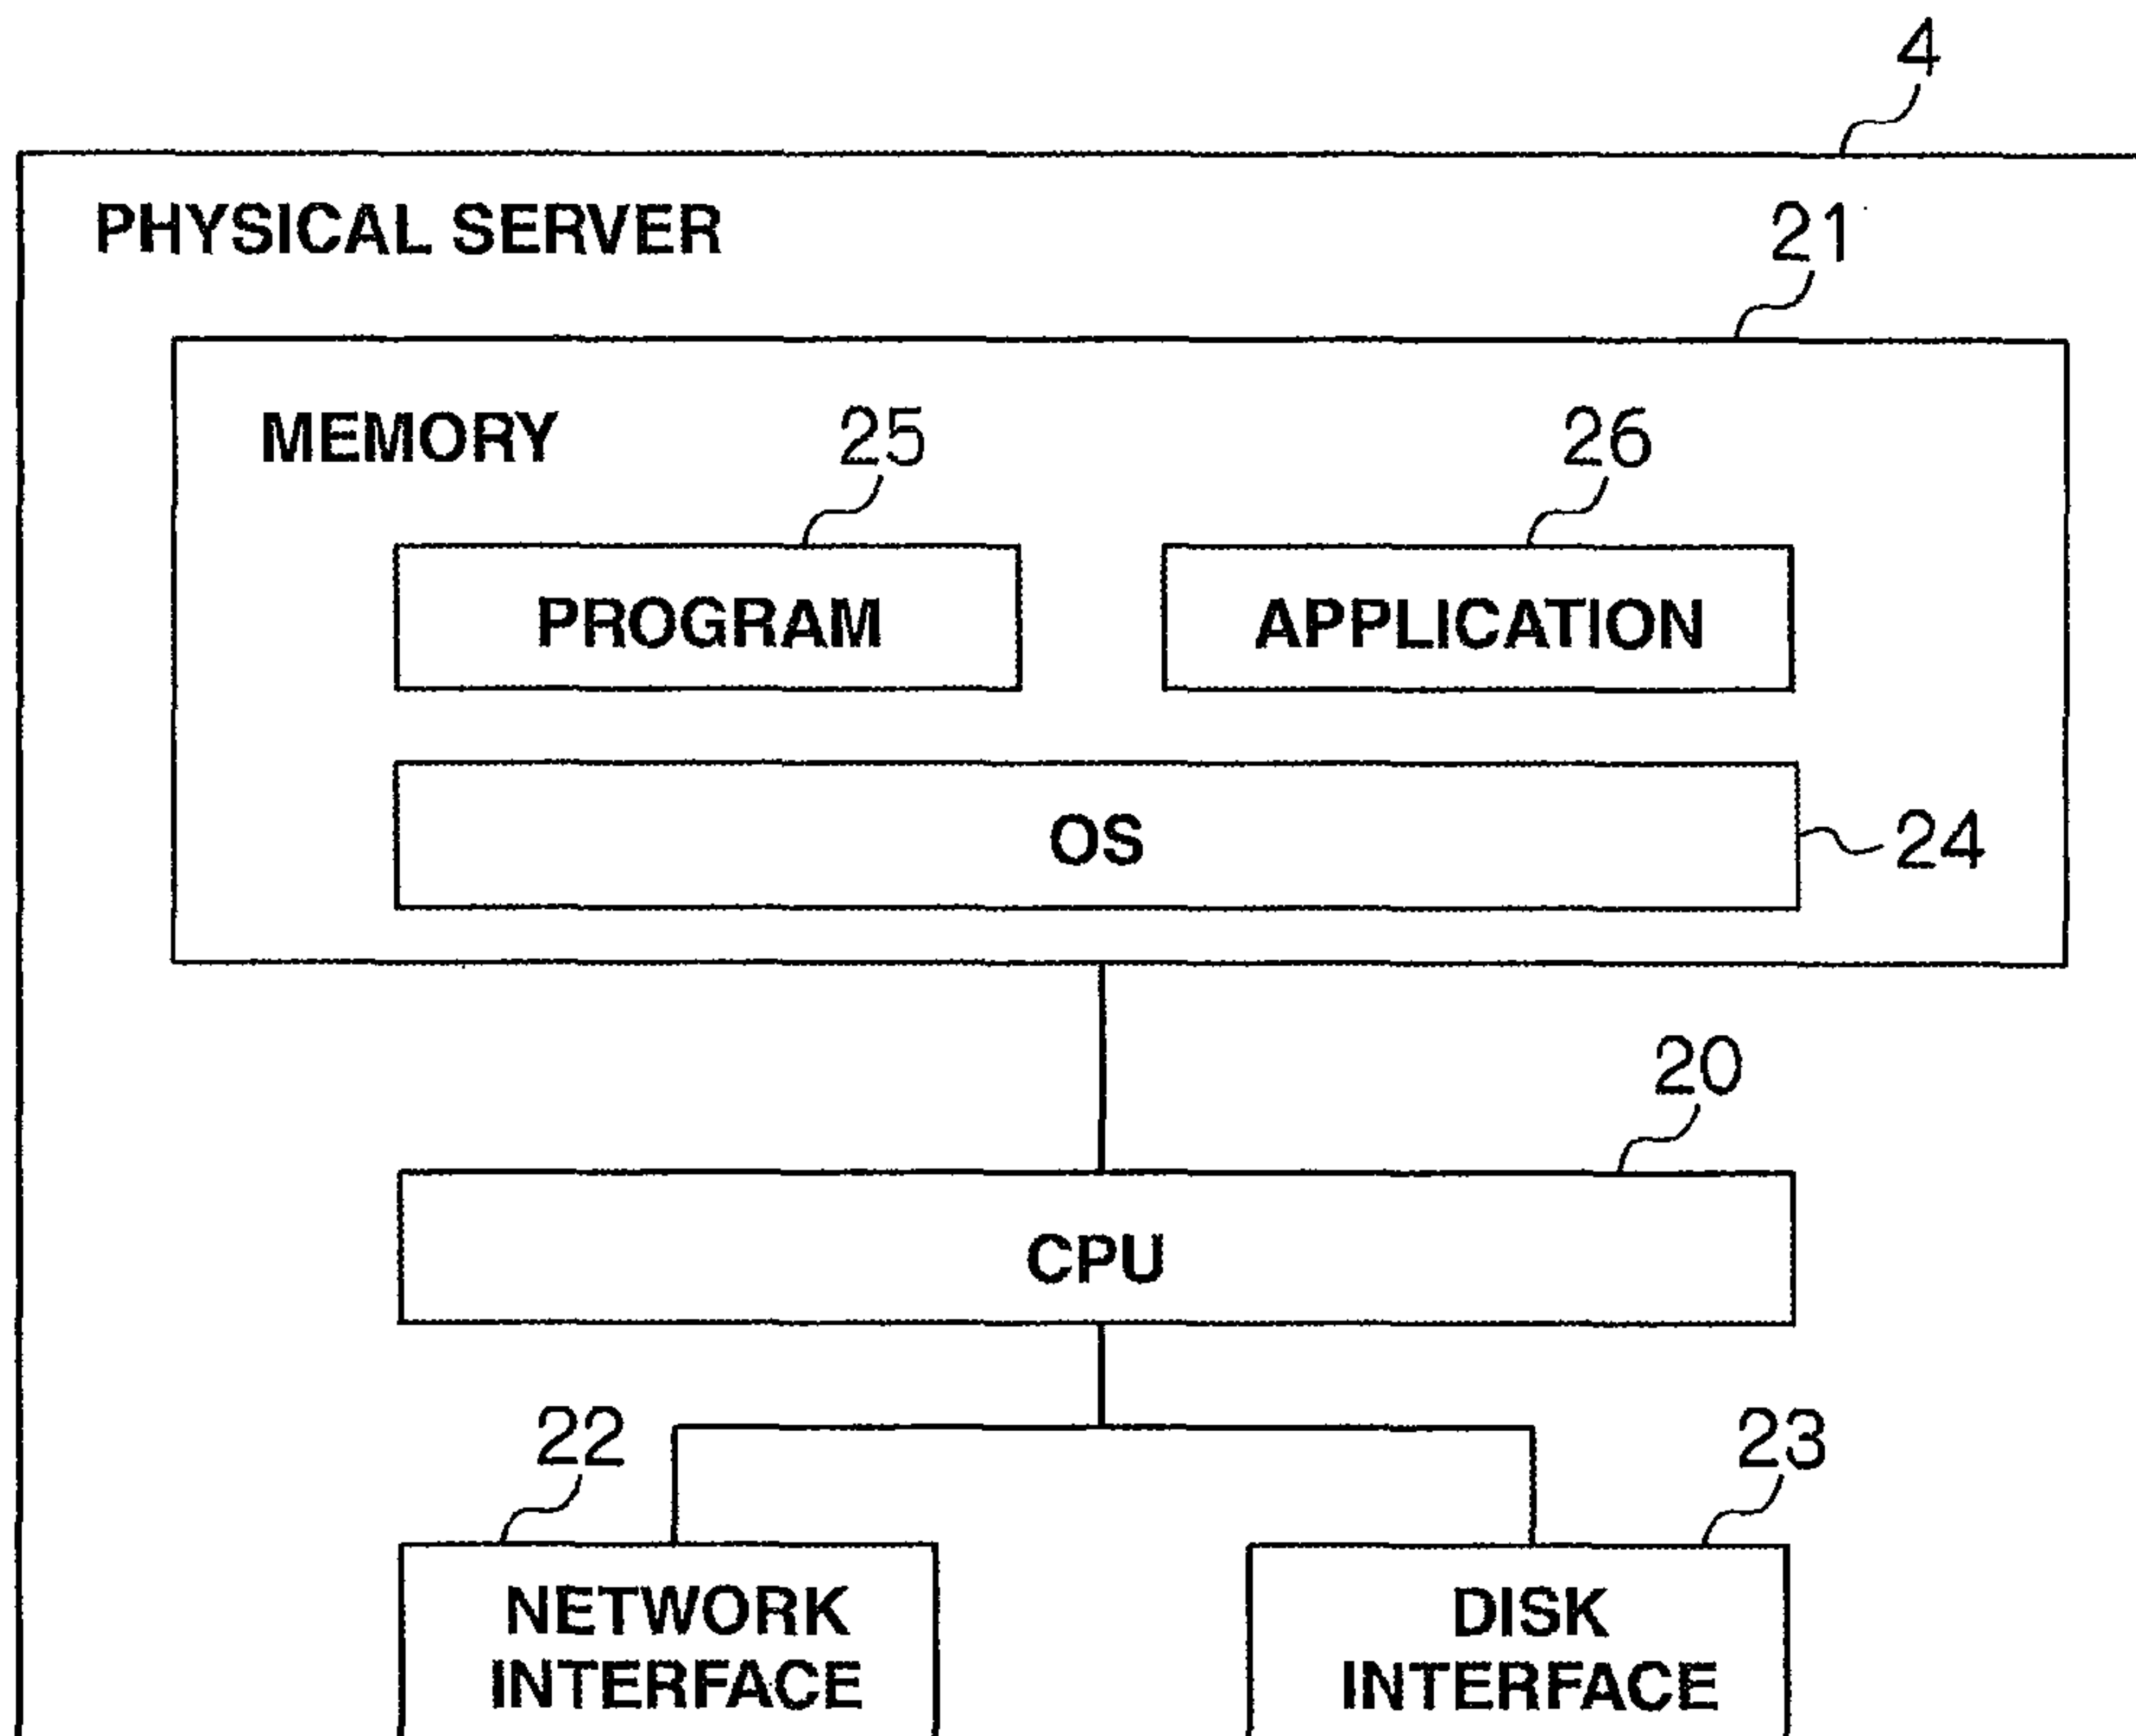 4
PHYSICAL SERVER
21
MEMORY
25
26
PROGRAM
APPLICATION
OS
24
20
CPU
22
23
NETWORK
INTERFACE
DISK
INTERFACE